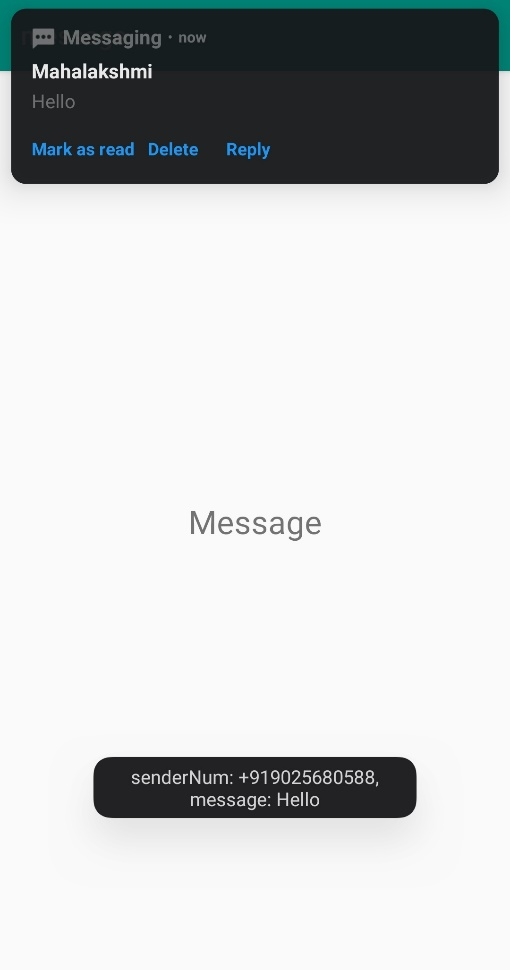 Messaging · now
Mahalakshmi
Hello
Mark as read Delete Reply
Message
senderNum: +919025680588,
message: Hello